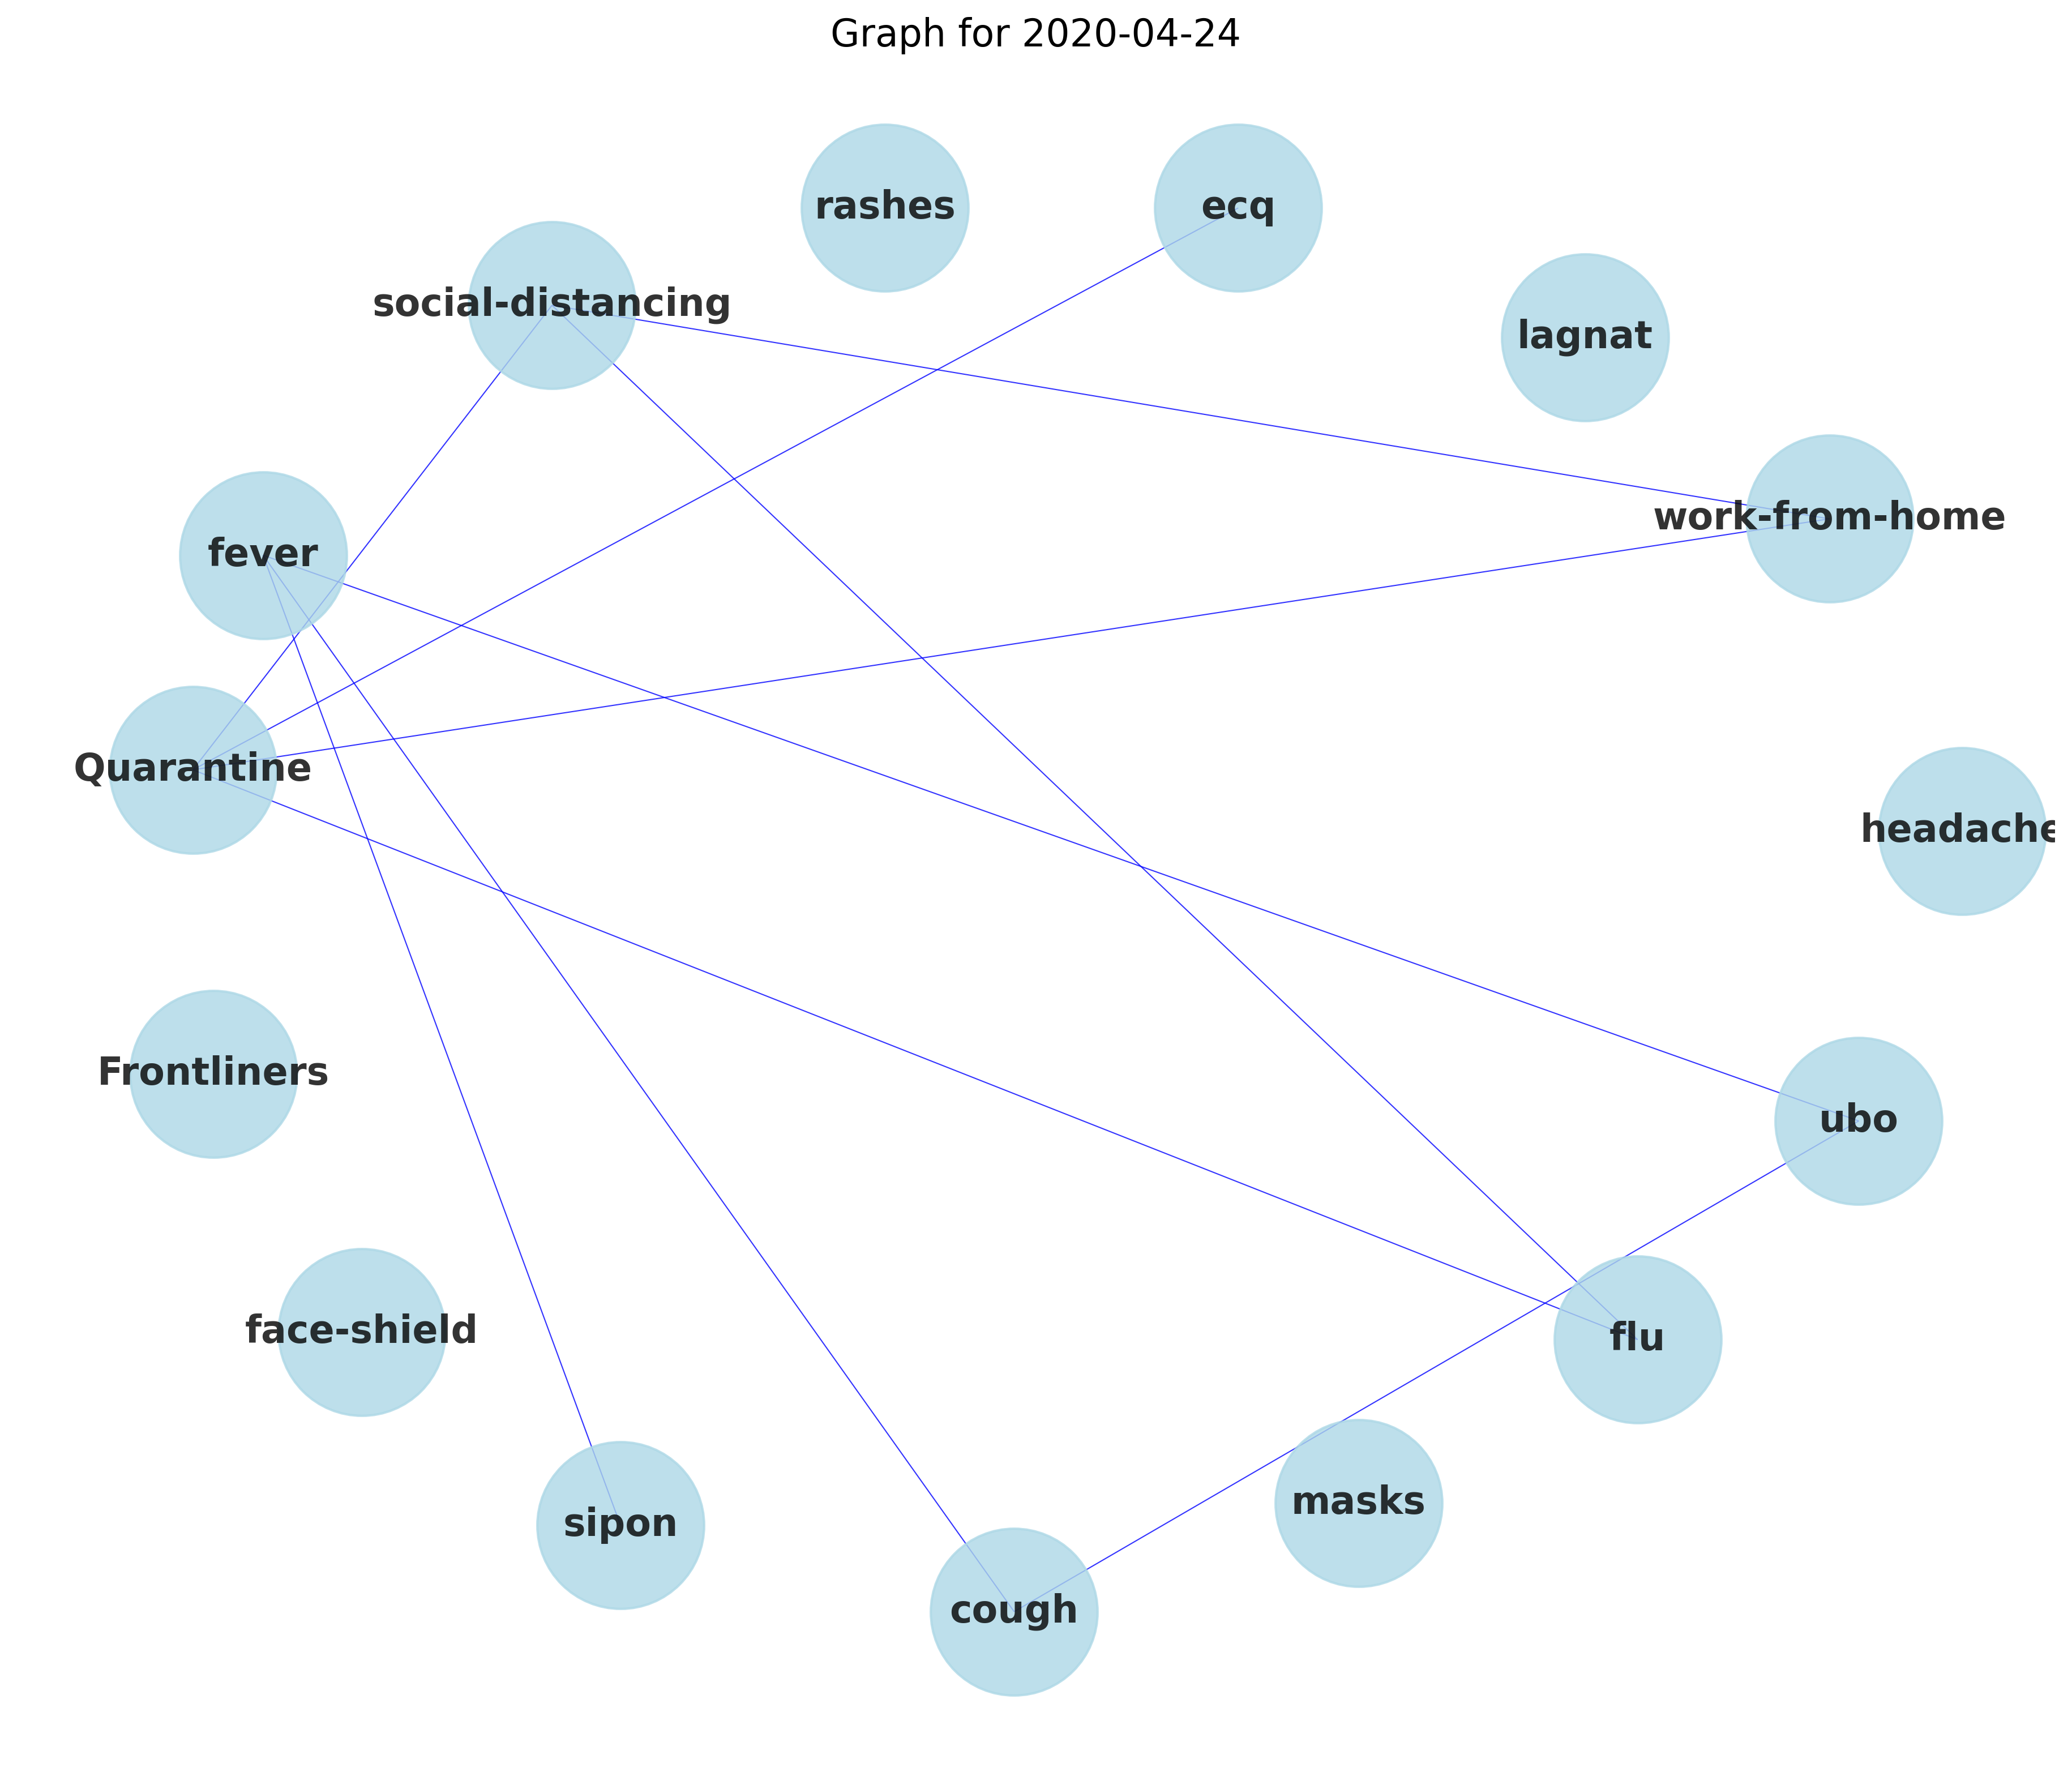 Graph for 2020-04-24
rashes
ecq
social-distancing
lagnat
work-from-home
fever
Quarantine
headache
Frontliners
ubo
face-shield
flu
masks
sipon
cough